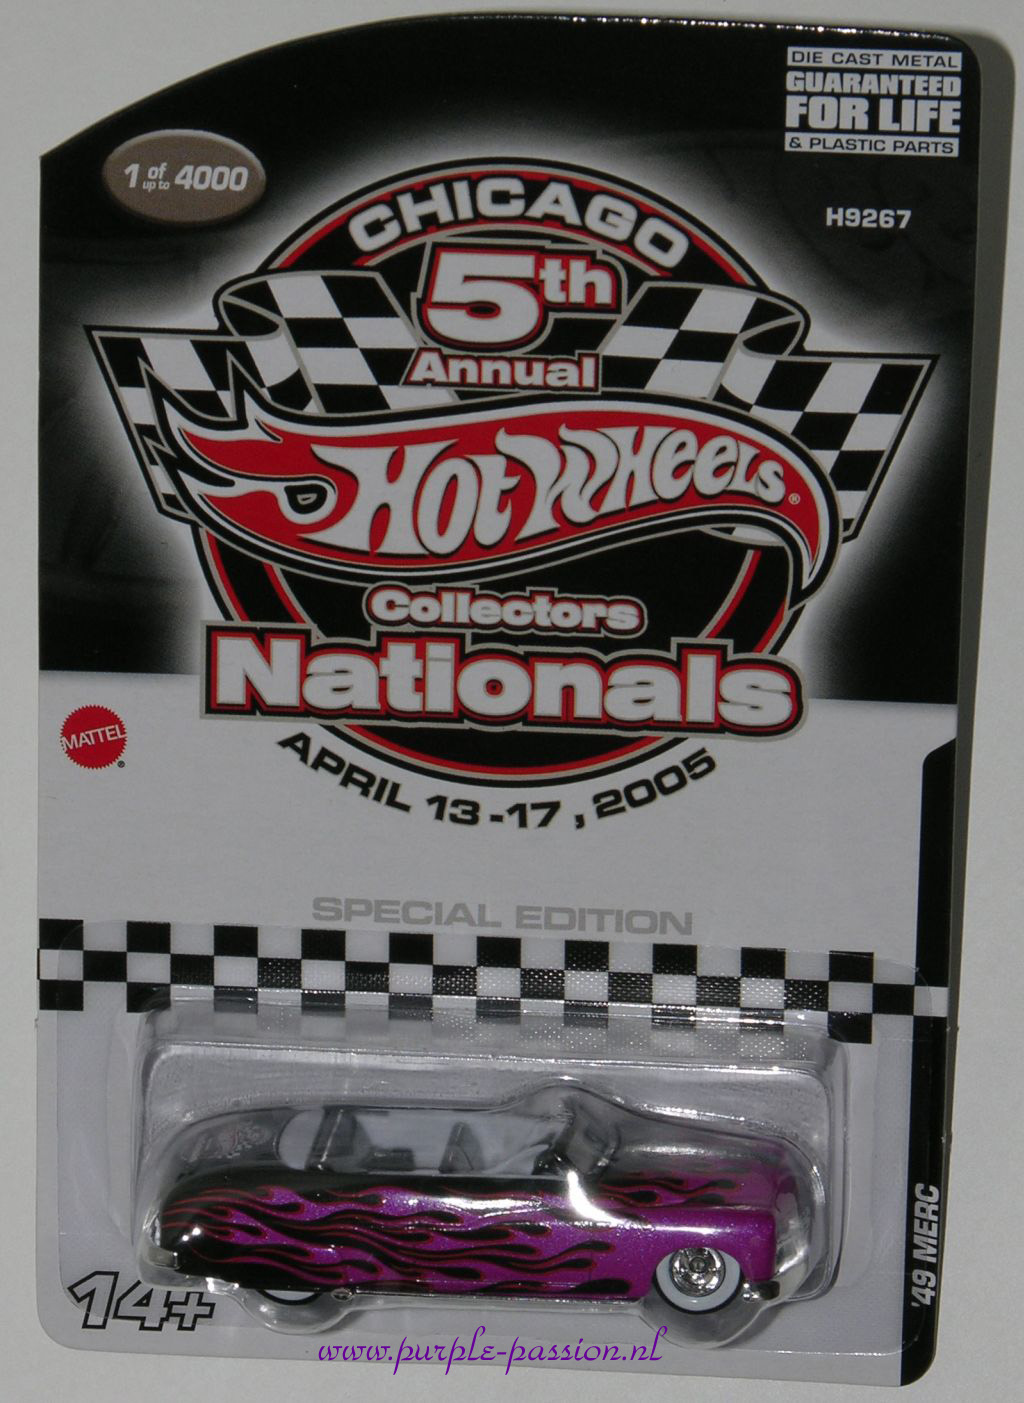 DIE CAST METAL
GUARANTEED
FOR LIFE
& PLASTIC PARTS
1 of up to 4000
H9267
CHICAGO
5th
Annual
HOT WHEELS®
Collectors
Nationals
MATTEL®
APRIL 13-17, 2005
SPECIAL EDITION
'49 MERC
14+
www.purple-passion.nl